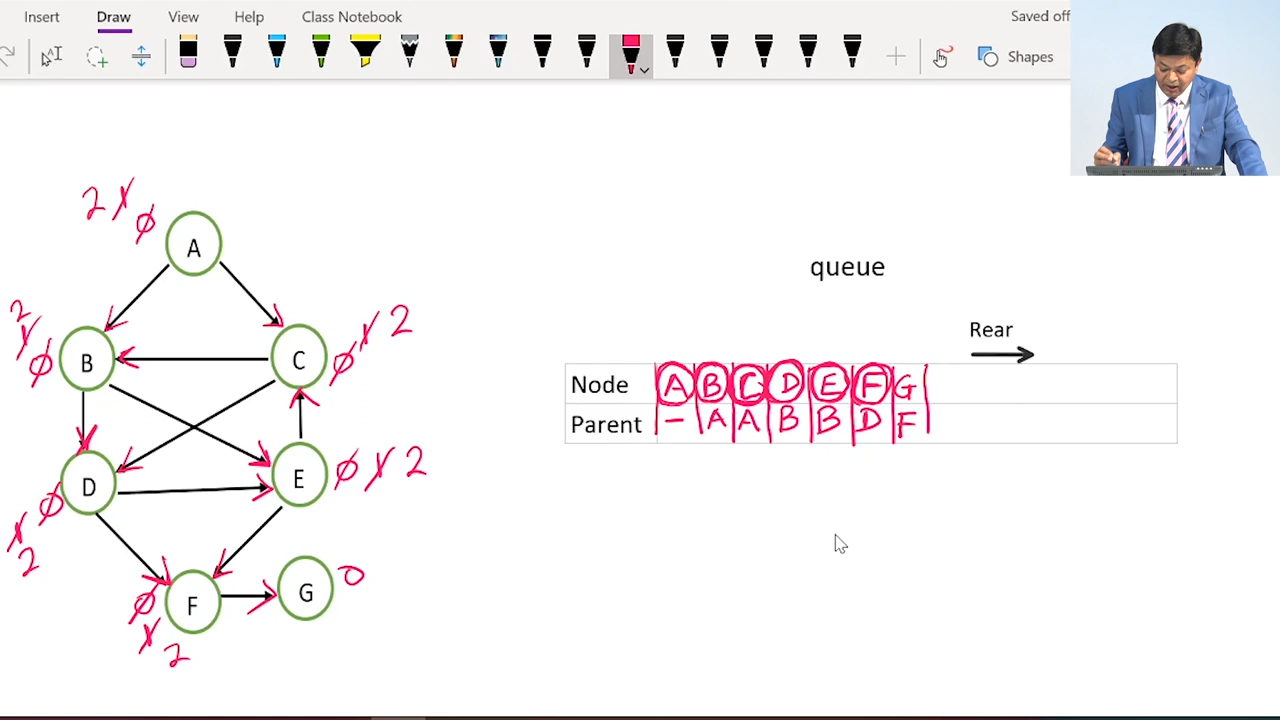 Insert Draw View Help Class Notebook Saved off
Shapes
2 1 0
A
queue
2
1
0
B
C
0 1 2
Rear
Node A B C D E F G
Parent - A A B B D F
D
0
1
2
E
0 1 2
F
0
1
2
G
0